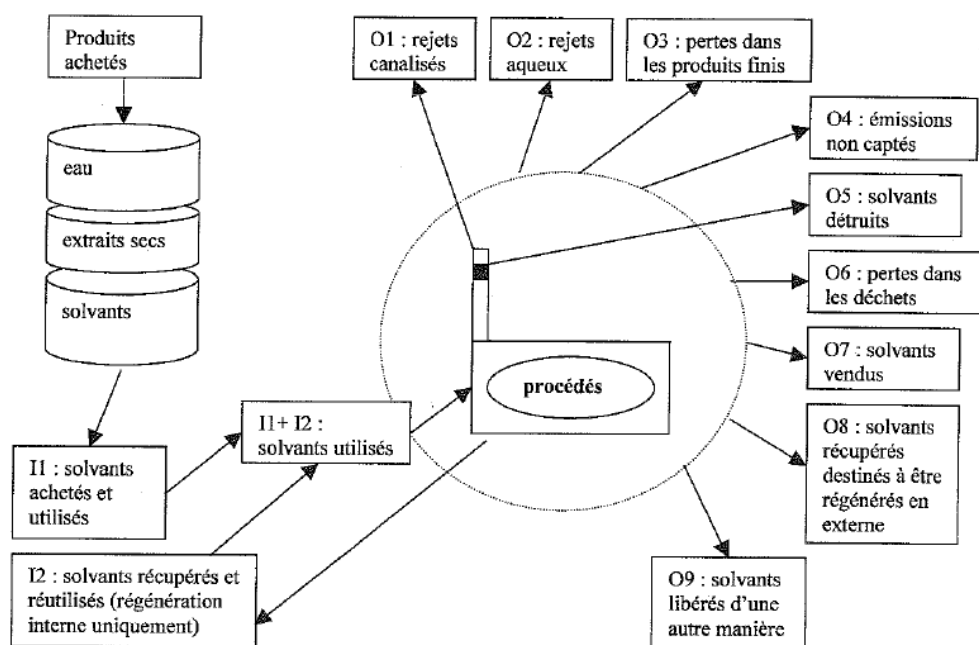 Produits
achetés
eau
extraits secs
solvants
I1 : solvants
achetés et
utilisés
I2 : solvants récupérés et
réutilisés (régénération
interne uniquement)
I1+ I2 :
solvants utilisés
procédés
O1 : rejets
canalisés
O2 : rejets
aqueux
O3 : pertes dans
les produits finis
O4 : émissions
non captés
O5 : solvants
détruits
O6 : pertes dans
les déchets
O7 : solvants
vendus
O8 : solvants
récupérés
destinés à être
régénérés en
externe
O9 : solvants
libérés d'une
autre manière